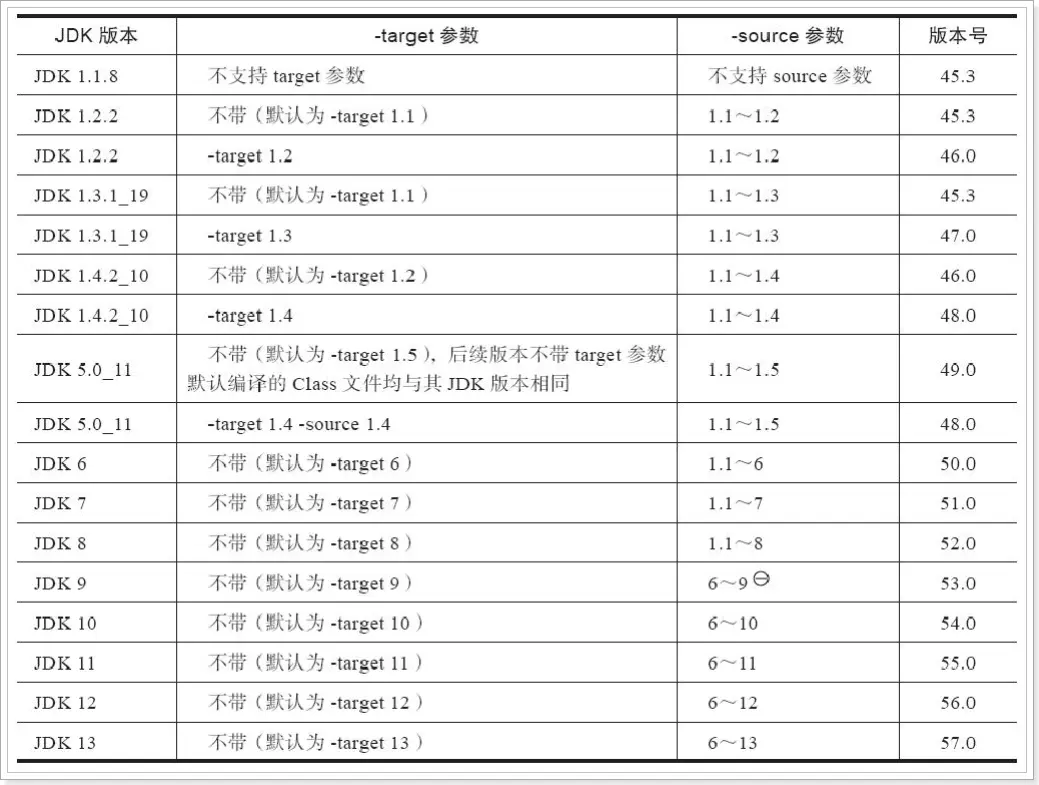 JDK 版本 -target 参数 -source 参数 版本号
JDK 1.1.8 不支持 target 参数 不支持 source 参数 45.3
JDK 1.2.2 不带（默认为 -target 1.1） 1.1～1.2 45.3
JDK 1.2.2 -target 1.2 1.1～1.2 46.0
JDK 1.3.1_19 不带（默认为 -target 1.1） 1.1～1.3 45.3
JDK 1.3.1_19 -target 1.3 1.1～1.3 47.0
JDK 1.4.2_10 不带（默认为 -target 1.2） 1.1～1.4 46.0
JDK 1.4.2_10 -target 1.4 1.1～1.4 48.0
JDK 5.0_11 不带（默认为 -target 1.5），后续版本不带 target 参数
默认编译的 Class 文件均与其 JDK 版本相同 1.1～1.5 49.0
JDK 5.0_11 -target 1.4 -source 1.4 1.1～1.5 48.0
JDK 6 不带（默认为 -target 6） 1.1～6 50.0
JDK 7 不带（默认为 -target 7） 1.1～7 51.0
JDK 8 不带（默认为 -target 8） 1.1～8 52.0
JDK 9 不带（默认为 -target 9） 6～9㊀ 53.0
JDK 10 不带（默认为 -target 10） 6～10 54.0
JDK 11 不带（默认为 -target 11） 6～11 55.0
JDK 12 不带（默认为 -target 12） 6～12 56.0
JDK 13 不带（默认为 -target 13） 6～13 57.0